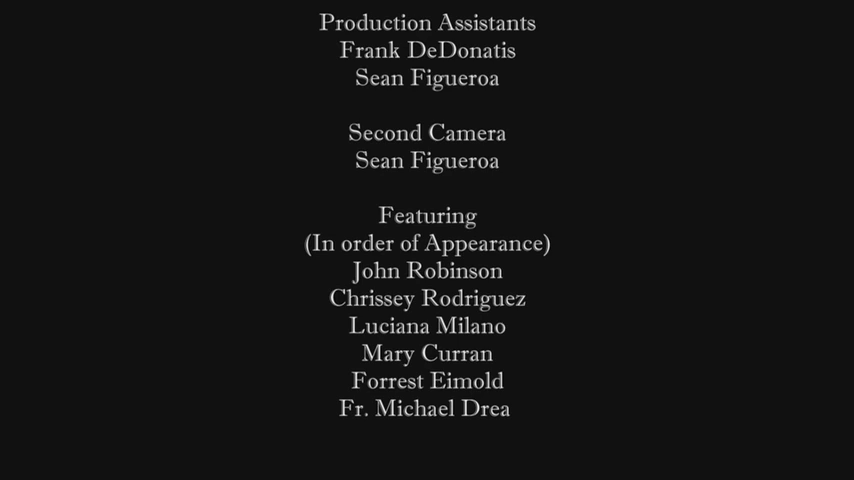 Production Assistants
Frank DeDonatis
Sean Figueroa
Second Camera
Sean Figueroa
Featuring
(In order of Appearance)
John Robinson
Chrissey Rodriguez
Luciana Milano
Mary Curran
Forrest Eimold
Fr. Michael Drea